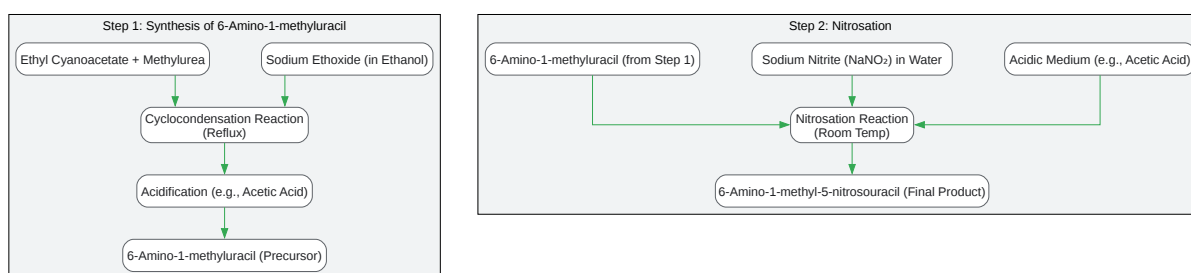 Step 1: Synthesis of 6-Amino-1-methyluracil
Ethyl Cyanoacetate + Methylurea
Sodium Ethoxide (in Ethanol)
Cyclocondensation Reaction
(Reflux)
Acidification (e.g., Acetic Acid)
6-Amino-1-methyluracil (Precursor)
Step 2: Nitrosation
6-Amino-1-methyluracil (from Step 1)
Sodium Nitrite (NaNO₂) in Water
Acidic Medium (e.g., Acetic Acid)
Nitrosation Reaction
(Room Temp)
6-Amino-1-methyl-5-nitrosouracil (Final Product)